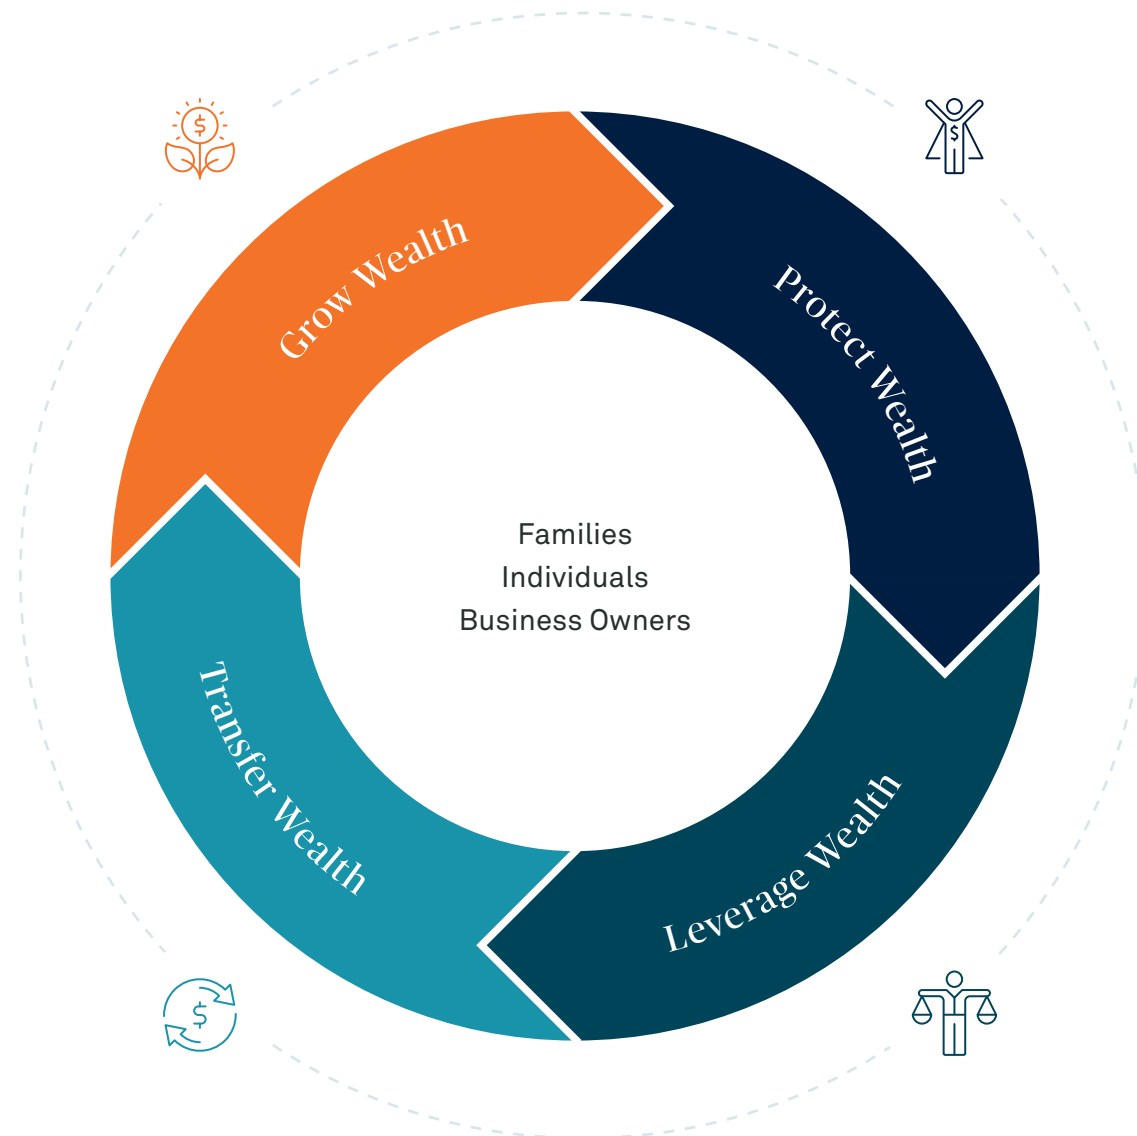 Grow Wealth
Protect Wealth
Families
Individuals
Business Owners
Transfer Wealth
Leverage Wealth
$
$
$